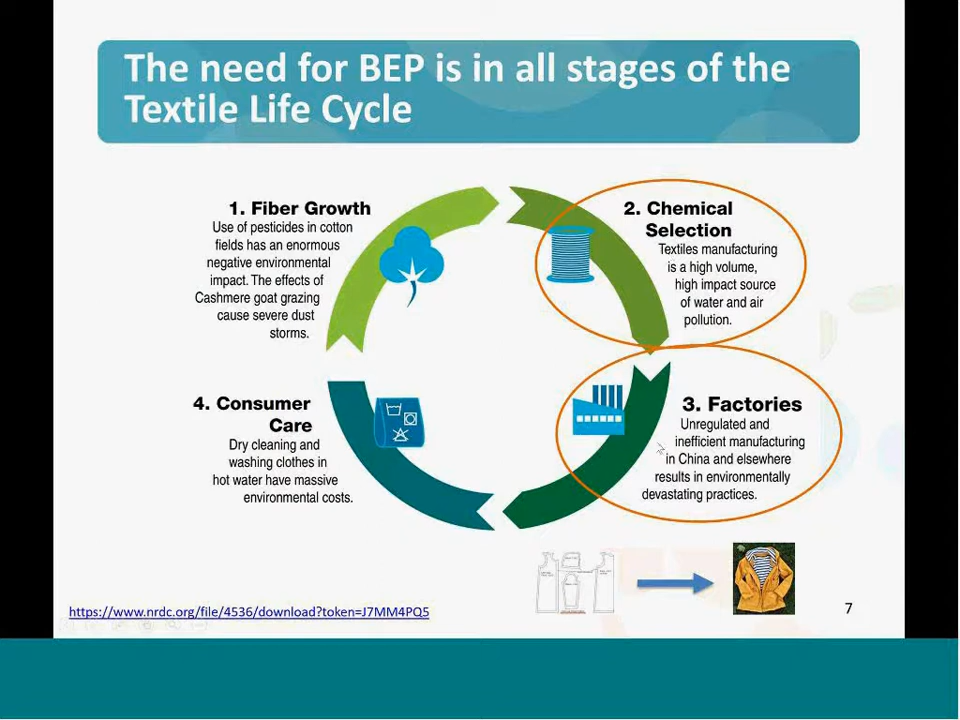 The need for BEP is in all stages of the
Textile Life Cycle
1. Fiber Growth
Use of pesticides in cotton
fields has an enormous
negative environmental
impact. The effects of
Cashmere goat grazing
cause severe dust
storms.
2. Chemical
Selection
Textiles manufacturing
is a high volume,
high impact source
of water and air
pollution.
3. Factories
Unregulated and
inefficient manufacturing
in China and elsewhere
results in environmentally
devastating practices.
4. Consumer
Care
Dry cleaning and
washing clothes in
hot water have massive
environmental costs.
https://www.nrdc.org/file/4536/download?token=J7MM4PQ5
7